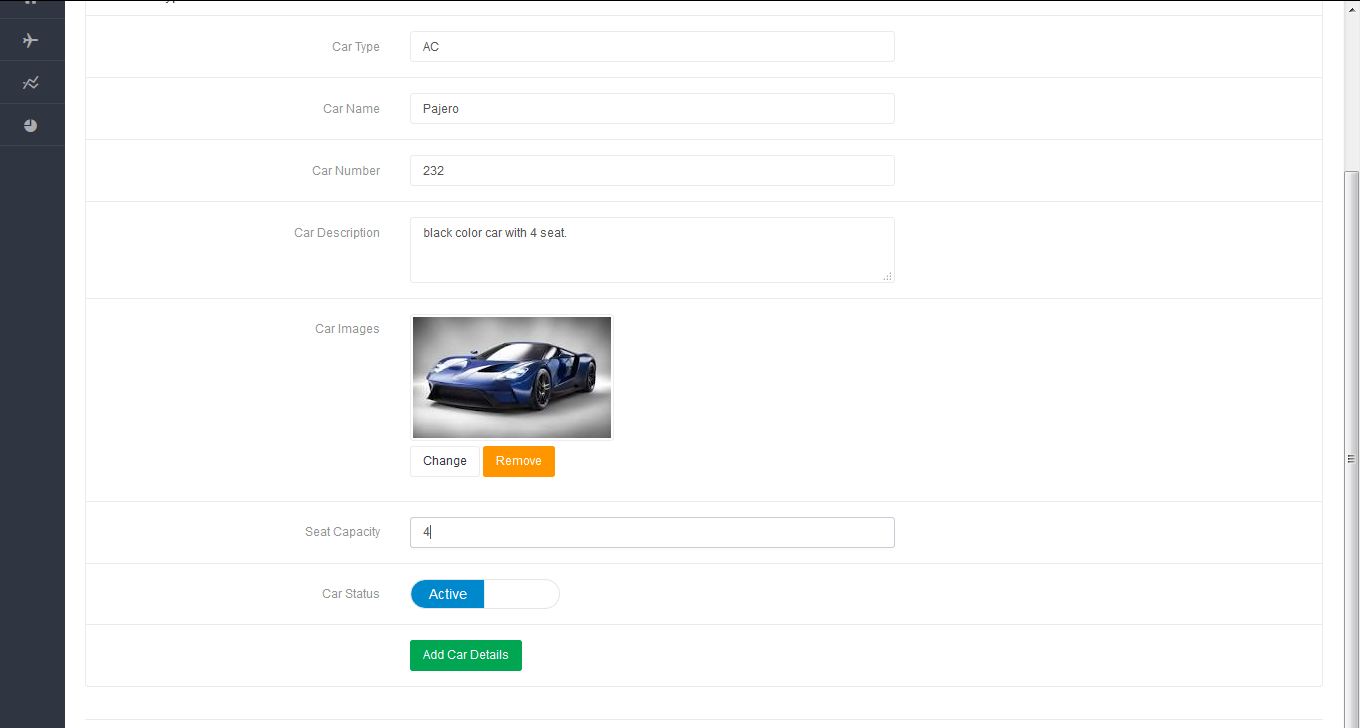 Car Type
AC
Car Name
Pajero
Car Number
232
Car Description
black color car with 4 seat.
Car Images
Change
Remove
Seat Capacity
4
Car Status
Active
Add Car Details